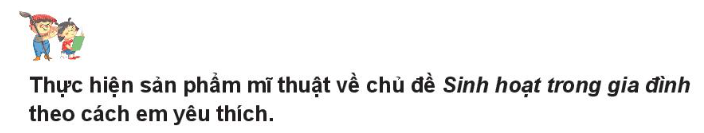 Thực hiện sản phẩm mĩ thuật về chủ đề Sinh hoạt trong gia đình
theo cách em yêu thích.